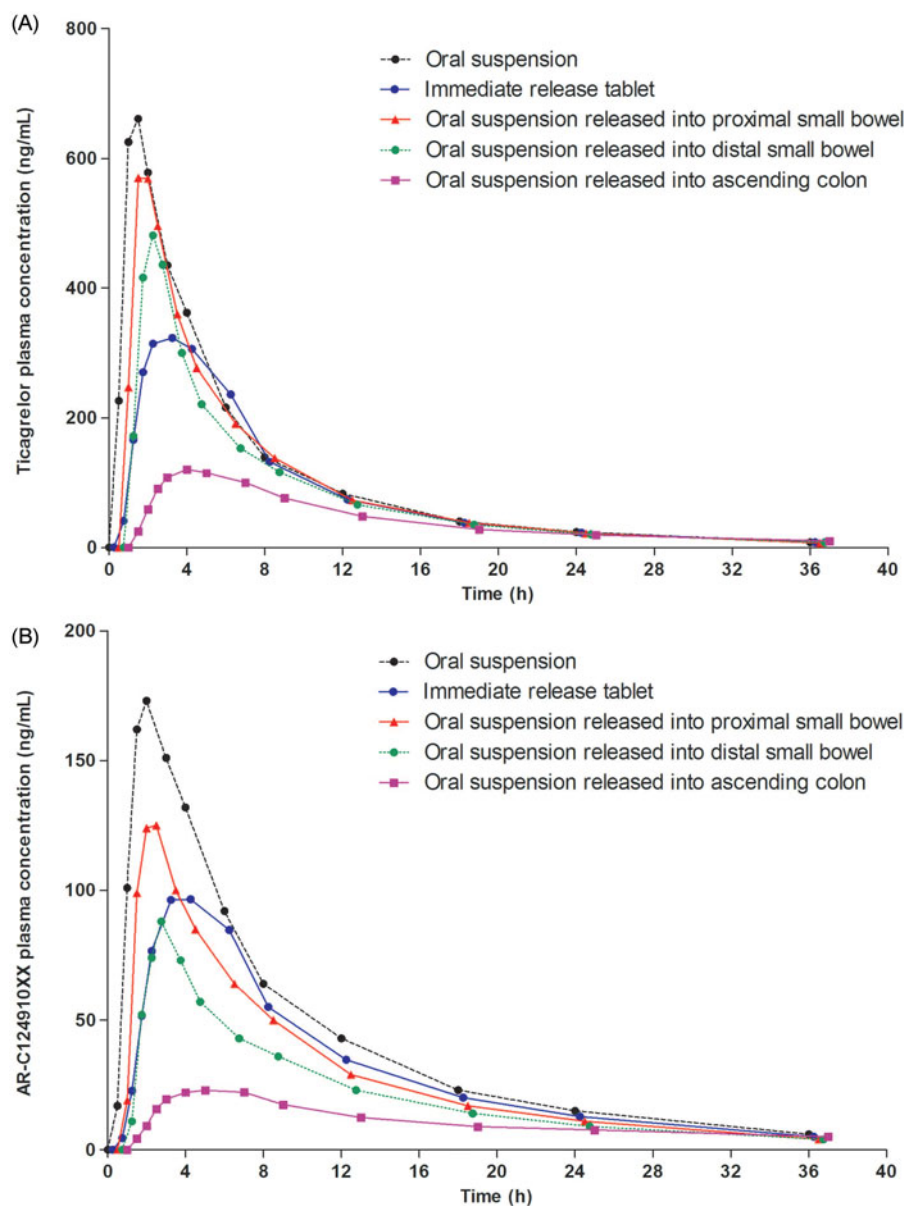 (A)
800
600
400
200
0
Ticagrelor plasma concentration (ng/mL)
Oral suspension
Immediate release tablet
Oral suspension released into proximal small bowel
Oral suspension released into distal small bowel
Oral suspension released into ascending colon
0 4 8 12 16 20 24 28 32 36 40
Time (h)
(B)
200
150
100
50
0
AR-C124910XX plasma concentration (ng/mL)
Oral suspension
Immediate release tablet
Oral suspension released into proximal small bowel
Oral suspension released into distal small bowel
Oral suspension released into ascending colon
0 4 8 12 16 20 24 28 32 36 40
Time (h)